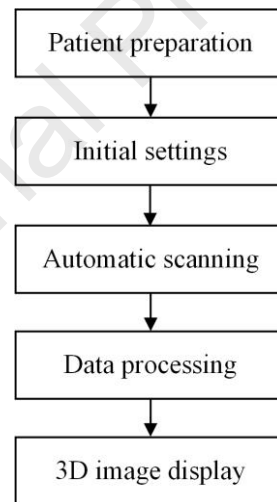 Patient preparation
Initial settings
Automatic scanning
Data processing
3D image display